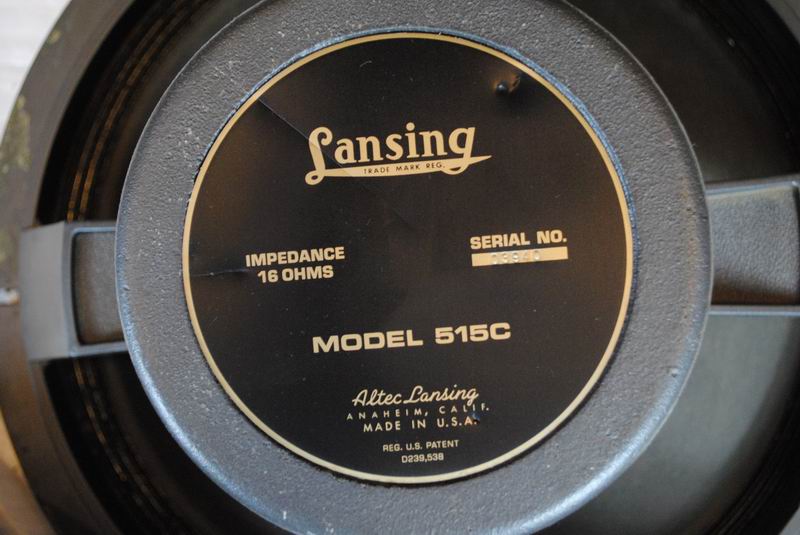 Lansing
TRADE MARK REG.
IMPEDANCE
16 OHMS
SERIAL NO.
MODEL 515C
Altec Lansing
ANAHEIM, CALIF.
MADE IN U.S.A.
REG. U.S. PATENT
D239,538